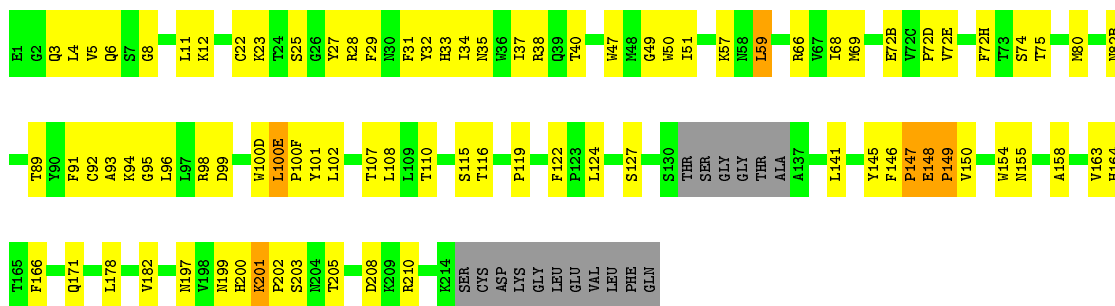 E1 G2 Q3 L4 V5 Q6 S7 G8 L11 K12 C22 K23 T24 S25 G26 Y27 R28 F29 N30 F31 Y32 H33 I34 N35 W36 I37 R38 Q39 T40 W47 M48 G49 W50 I51 K57 N58 L59 R66 V67 I68 M69 E72B V72C P72D V72E F72H T73 S74 T75 M80 N82B
T89 Y90 F91 C92 A93 K94 G95 L96 L97 R98 D99 W100D L100E P100F Y101 L102 T107 L108 L109 T110 S115 T116 P119 F122 P123 L124 S127 S130 THR SER GLY GLY THR ALA A137 L141 Y145 F146 P147 E148 P149 V150 W154 N155 A158 V163 H164
T165 F166 Q171 L178 V182 N197 V198 N199 H200 K201 P202 S203 N204 T205 D208 K209 R210 K214 SER CYS ASP LYS GLY LEU GLU VAL LEU PHE GLN